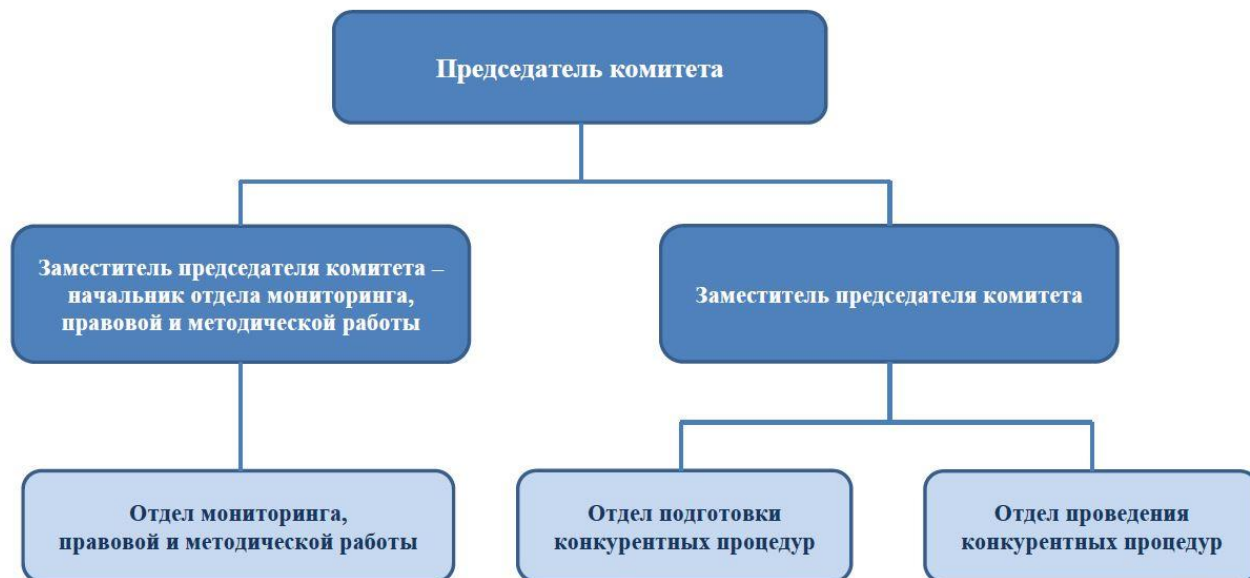 Председатель комитета
Заместитель председателя комитета –
начальник отдела мониторинга,
правовой и методической работы
Заместитель председателя комитета
Отдел мониторинга,
правовой и методической работы
Отдел подготовки
конкурентных процедур
Отдел проведения
конкурентных процедур